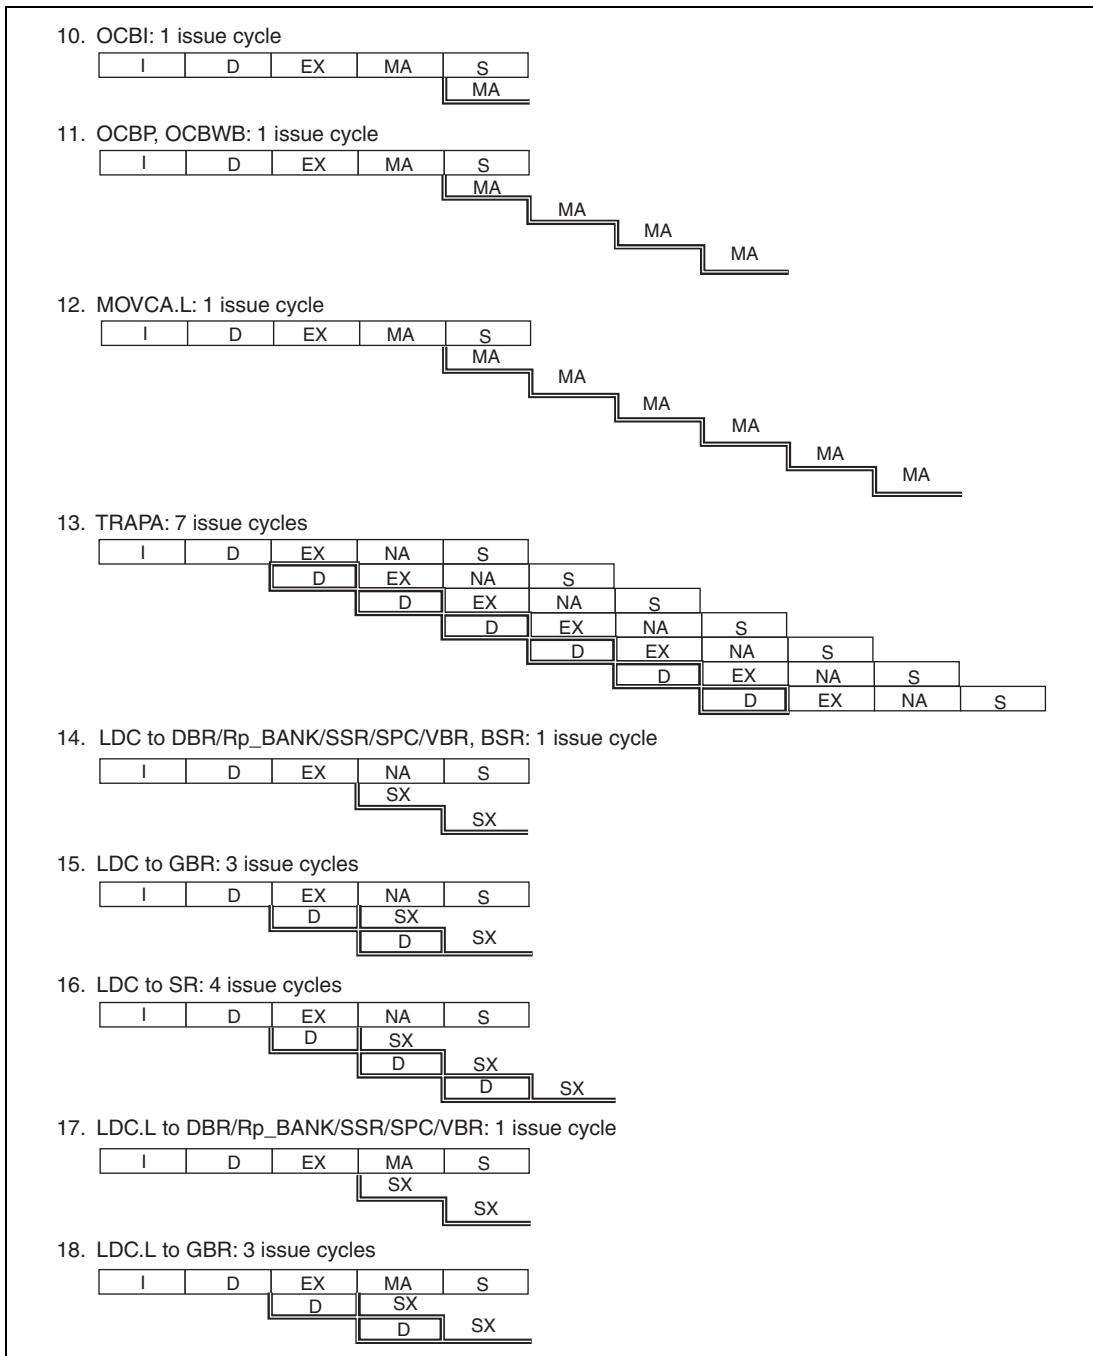 10. OCBI: 1 issue cycle
I D EX MA S
MA
11. OCBP, OCBWB: 1 issue cycle
I D EX MA S
MA
MA
MA
MA
12. MOVCA.L: 1 issue cycle
I D EX MA S
MA
MA
MA
MA
MA
MA
13. TRAPA: 7 issue cycles
I D EX NA S
D EX NA S
D EX NA S
D EX NA S
D EX NA S
D EX NA S
D EX NA S
14. LDC to DBR/Rp_BANK/SSR/SPC/VBR, BSR: 1 issue cycle
I D EX NA S
SX
SX
15. LDC to GBR: 3 issue cycles
I D EX NA S
D SX
D SX
16. LDC to SR: 4 issue cycles
I D EX NA S
D SX
D SX
D SX
17. LDC.L to DBR/Rp_BANK/SSR/SPC/VBR: 1 issue cycle
I D EX MA S
SX
SX
18. LDC.L to GBR: 3 issue cycles
I D EX MA S
D SX
D SX